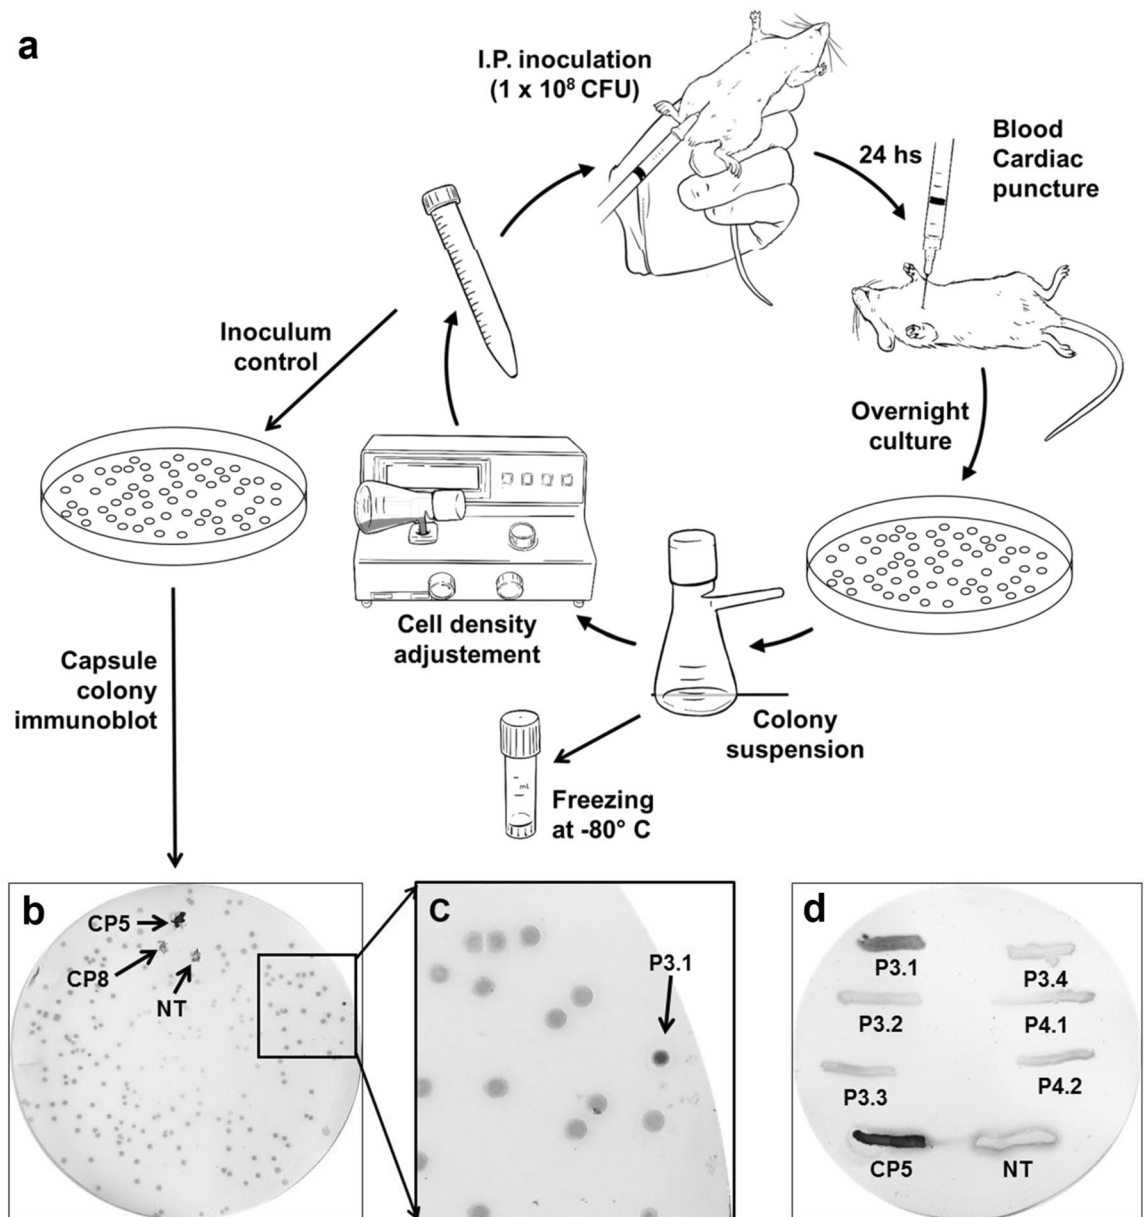 a
I.P. inoculation
(1 x 10⁸ CFU)
24 hs
Blood
Cardiac
puncture
Inoculum
control
Overnight
culture
Cell density
adjustement
Capsule
colony
immunoblot
Colony
suspension
mL
Freezing
at -80° C
b
CP5
CP8
NT
C
P3.1
d
P3.1
P3.4
P3.2
P4.1
P3.3
P4.2
CP5
NT